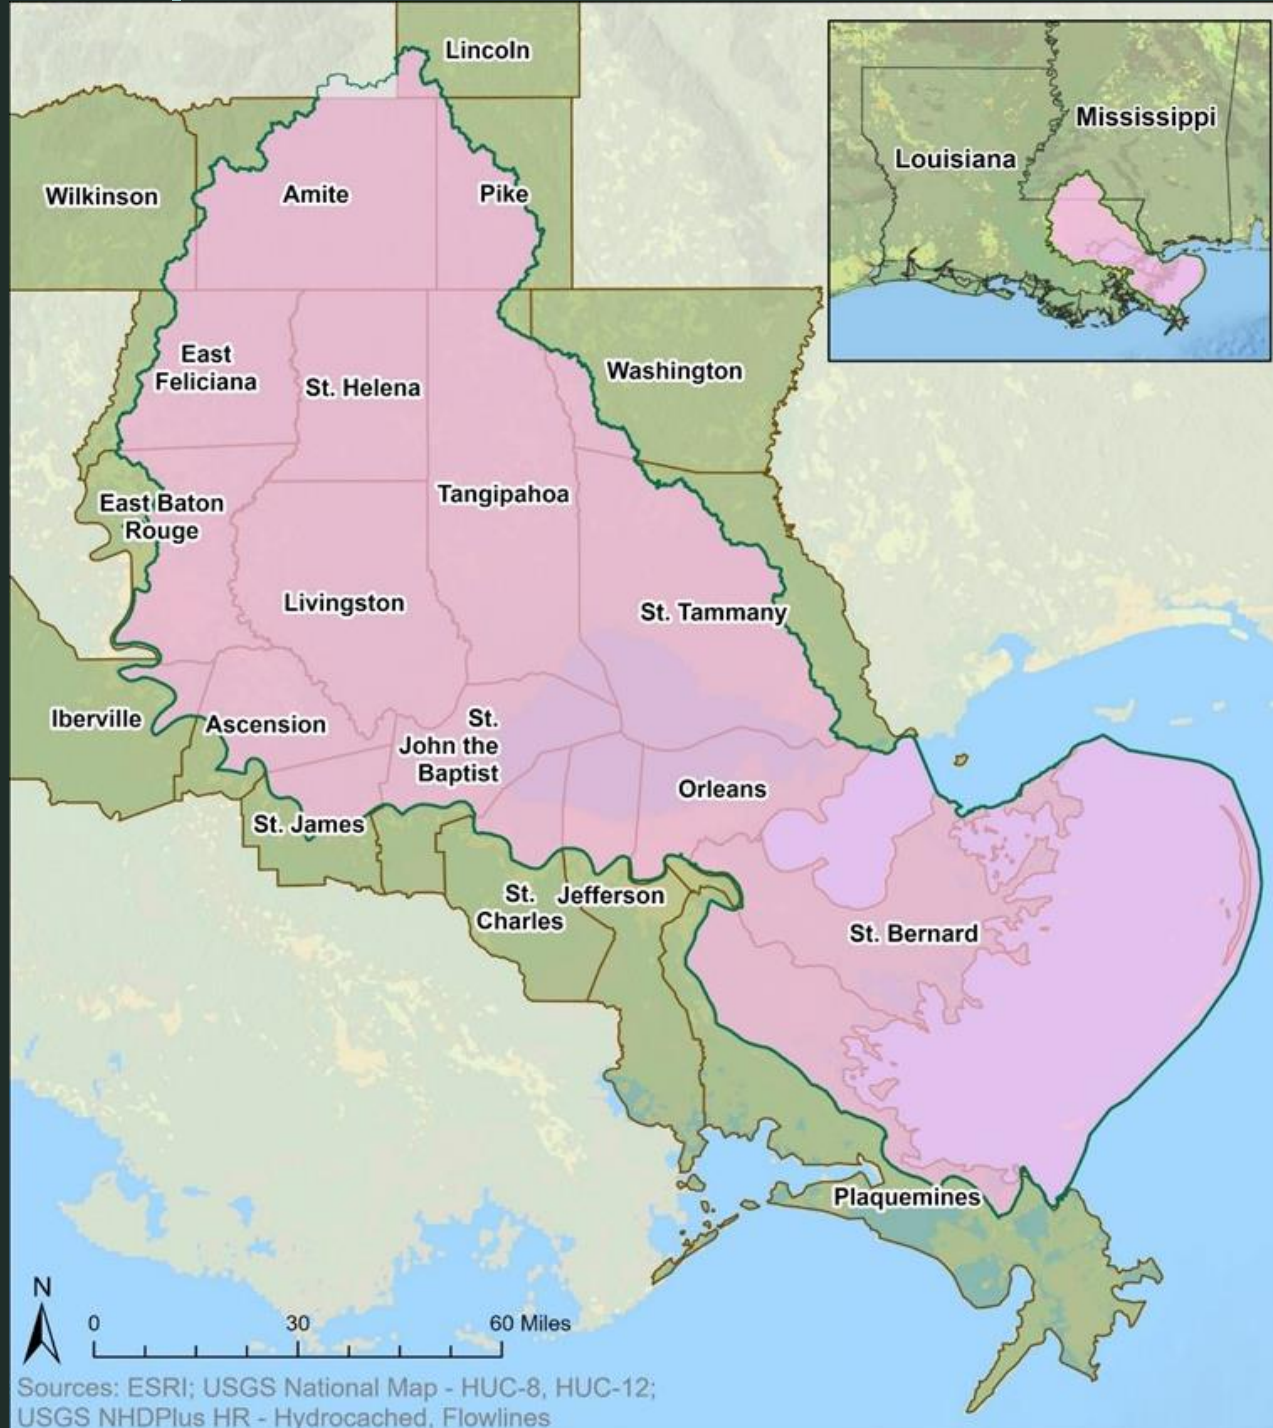 Lincoln
Mississippi
Louisiana
Wilkinson
Amite
Pike
East
Feliciana
St. Helena
Washington
East Baton
Rouge
Tangipahoa
Livingston
St. Tammany
Iberville
Ascension
St.
John the
Baptist
Orleans
St. James
St.
Charles
Jefferson
St. Bernard
Plaquemines
N
0 30 60 Miles
Sources: ESRI; USGS National Map - HUC-8, HUC-12;
USGS NHDPlus HR - Hydrocached, Flowlines